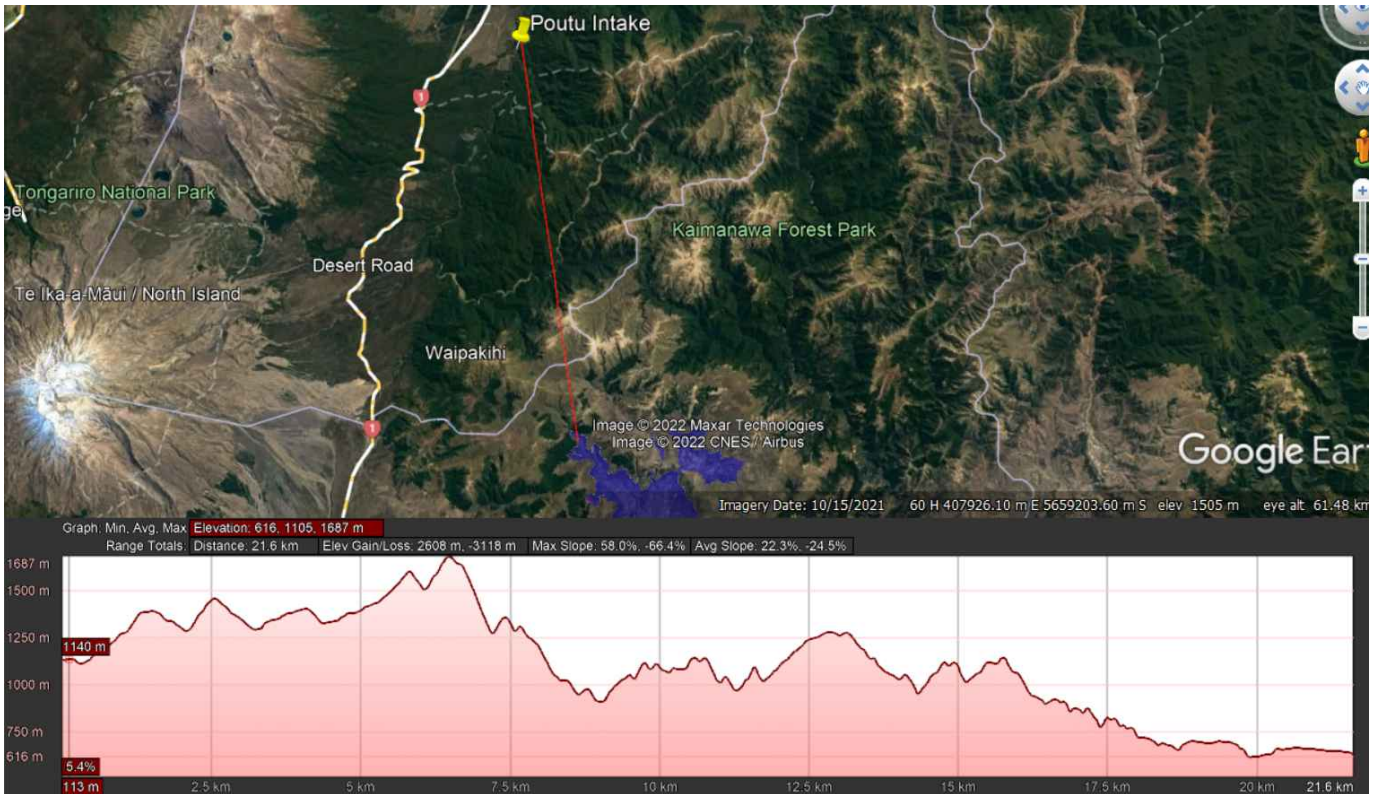 Poutu Intake
1
Tongariro National Park
ge
Kaimanawa Forest Park
Desert Road
Te Ika-a-Māui / North Island
Waipakihi
1
Image © 2022 Maxar Technologies
Image © 2022 CNES / Airbus
Google Ear
Imagery Date: 10/15/2021 60 H 407926.10 m E 5659203.60 m S elev 1505 m eye alt 61.48 km
Graph: Min, Avg, Max Elevation: 616, 1105, 1687 m
Range Totals: Distance: 21.6 km Elev Gain/Loss: 2608 m, -3118 m Max Slope: 58.0%, -66.4% Avg Slope: 22.3%, -24.5%
1687 m
1500 m
1250 m
1140 m
1000 m
750 m
616 m
5.4%
113 m 2.5 km 5 km 7.5 km 10 km 12.5 km 15 km 17.5 km 20 km 21.6 km